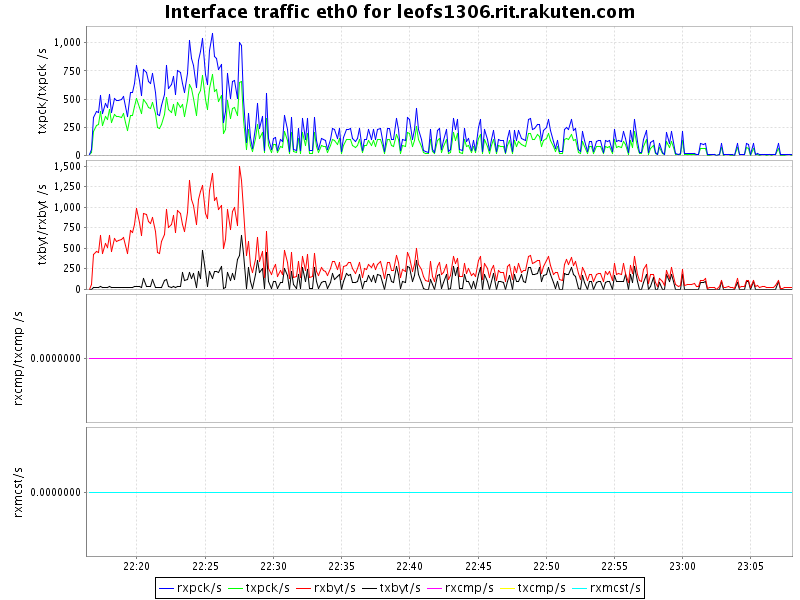 Interface traffic eth0 for leofs1306.rit.rakuten.com
txpck/txpck /s
1,000
750
500
250
0
txbyt/rxbyt /s
1,500
1,250
1,000
750
500
250
0
rxcmp/txcmp /s
0.0000000
rxmcst/s
0.0000000
22:20 22:25 22:30 22:35 22:40 22:45 22:50 22:55 23:00 23:05
rxpck/s txpck/s rxbyt/s txbyt/s rxcmp/s txcmp/s rxmcst/s